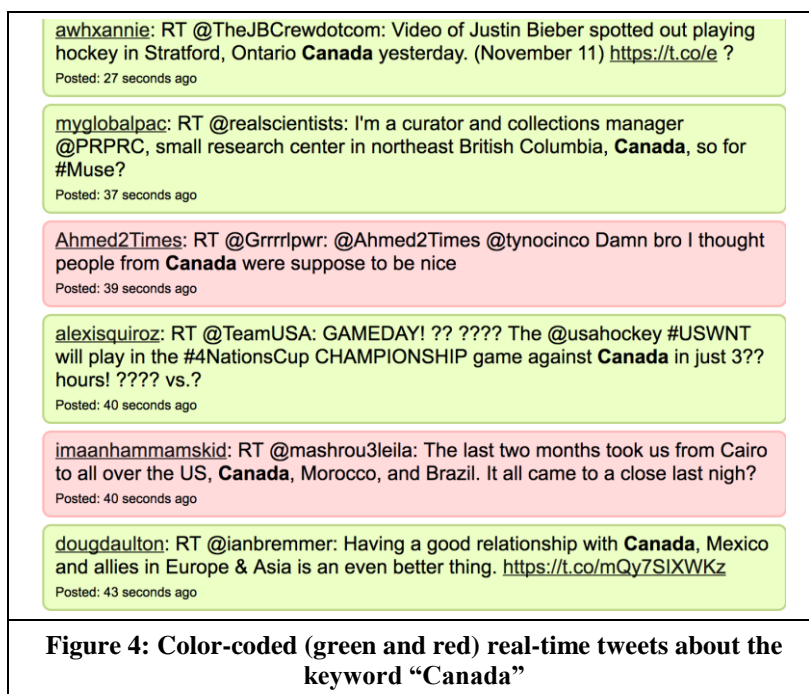 awhxannie: RT @TheJBCrewdotcom: Video of Justin Bieber spotted out playing
hockey in Stratford, Ontario Canada yesterday. (November 11) https://t.co/e ?
Posted: 27 seconds ago
myglobalpac: RT @realscientists: I'm a curator and collections manager
@PRPRC, small research center in northeast British Columbia, Canada, so for
#Muse?
Posted: 37 seconds ago
Ahmed2Times: RT @Grrrrlpwr: @Ahmed2Times @tynocinco Damn bro I thought
people from Canada were suppose to be nice
Posted: 39 seconds ago
alexisquiroz: RT @TeamUSA: GAMEDAY! ?? ???? The @usahockey #USWNT
will play in the #4NationsCup CHAMPIONSHIP game against Canada in just 3??
hours! ???? vs.?
Posted: 40 seconds ago
imaanhammamskid: RT @mashrou3leila: The last two months took us from Cairo
to all over the US, Canada, Morocco, and Brazil. It all came to a close last nigh?
Posted: 40 seconds ago
dougdaulton: RT @ianbremmer: Having a good relationship with Canada, Mexico
and allies in Europe & Asia is an even better thing. https://t.co/mQy7SIXWKz
Posted: 43 seconds ago
Figure 4: Color-coded (green and red) real-time tweets about the
keyword “Canada”